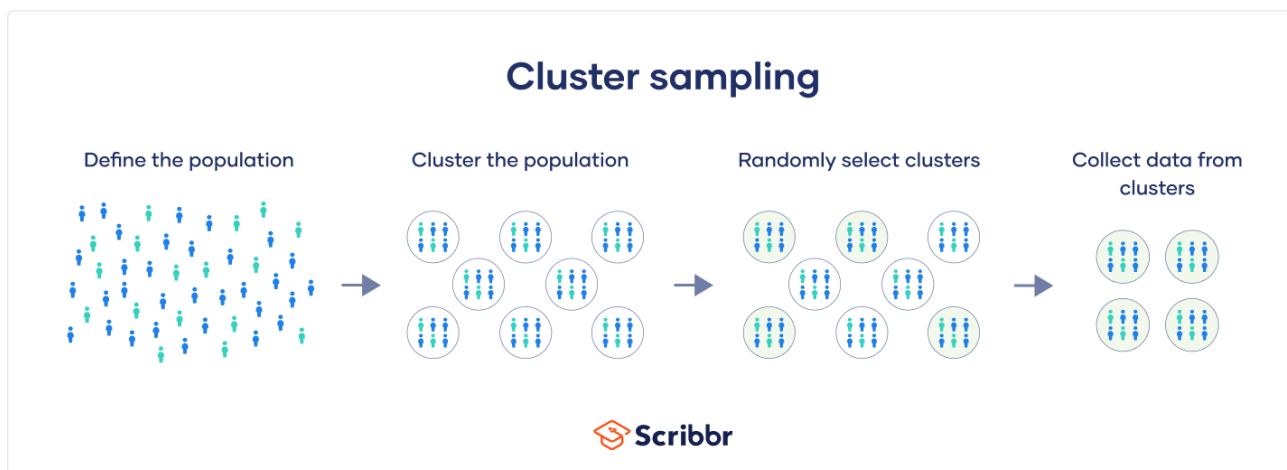 Cluster sampling
Define the population
Cluster the population
Randomly select clusters
Collect data from
clusters
Scribbr